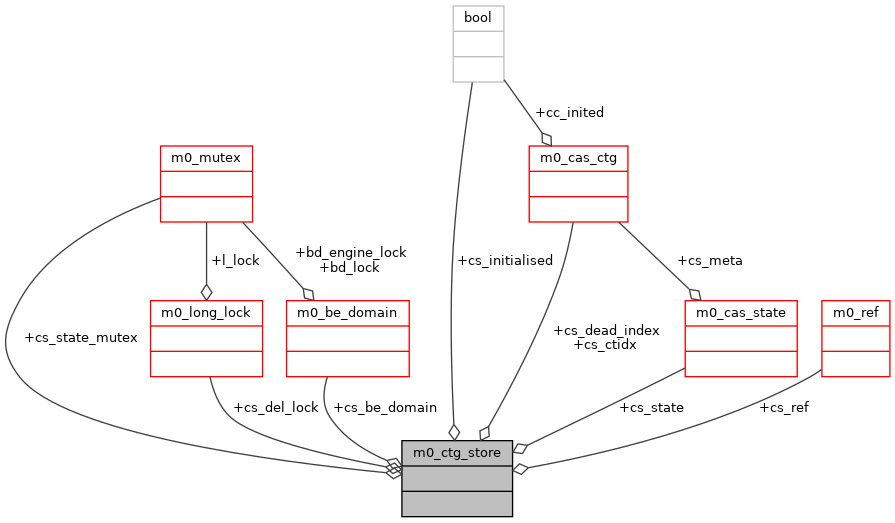 bool
+cc_inited
m0_mutex
m0_cas_ctg
+bd_engine_lock
+bd_lock
+l_lock
+cs_initialised
+cs_meta
m0_long_lock
m0_be_domain
m0_cas_state
m0_ref
+cs_state_mutex
+cs_dead_index
+cs_ctidx
+cs_del_lock
+cs_be_domain
+cs_state
+cs_ref
m0_ctg_store